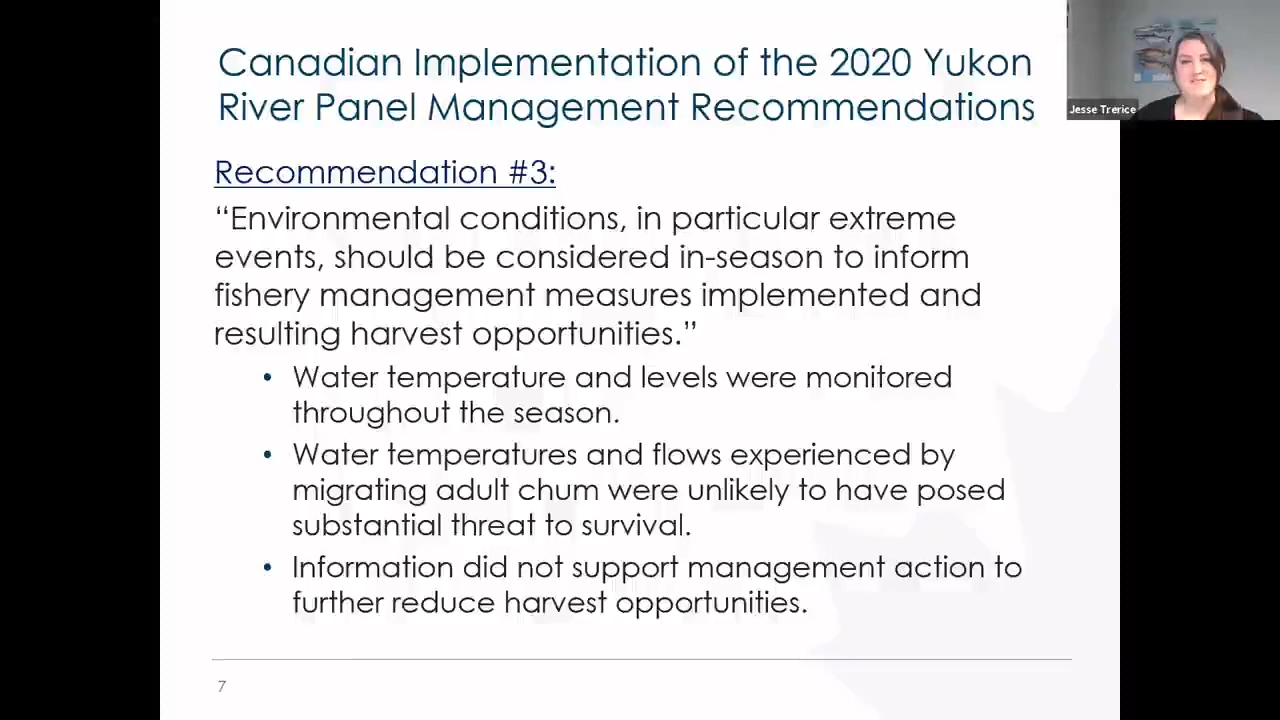 Canadian Implementation of the 2020 Yukon
River Panel Management Recommendations
Jesse Trerice
Recommendation #3:
“Environmental conditions, in particular extreme
events, should be considered in-season to inform
fishery management measures implemented and
resulting harvest opportunities.”
• Water temperature and levels were monitored
throughout the season.
• Water temperatures and flows experienced by
migrating adult chum were unlikely to have posed
substantial threat to survival.
• Information did not support management action to
further reduce harvest opportunities.
7